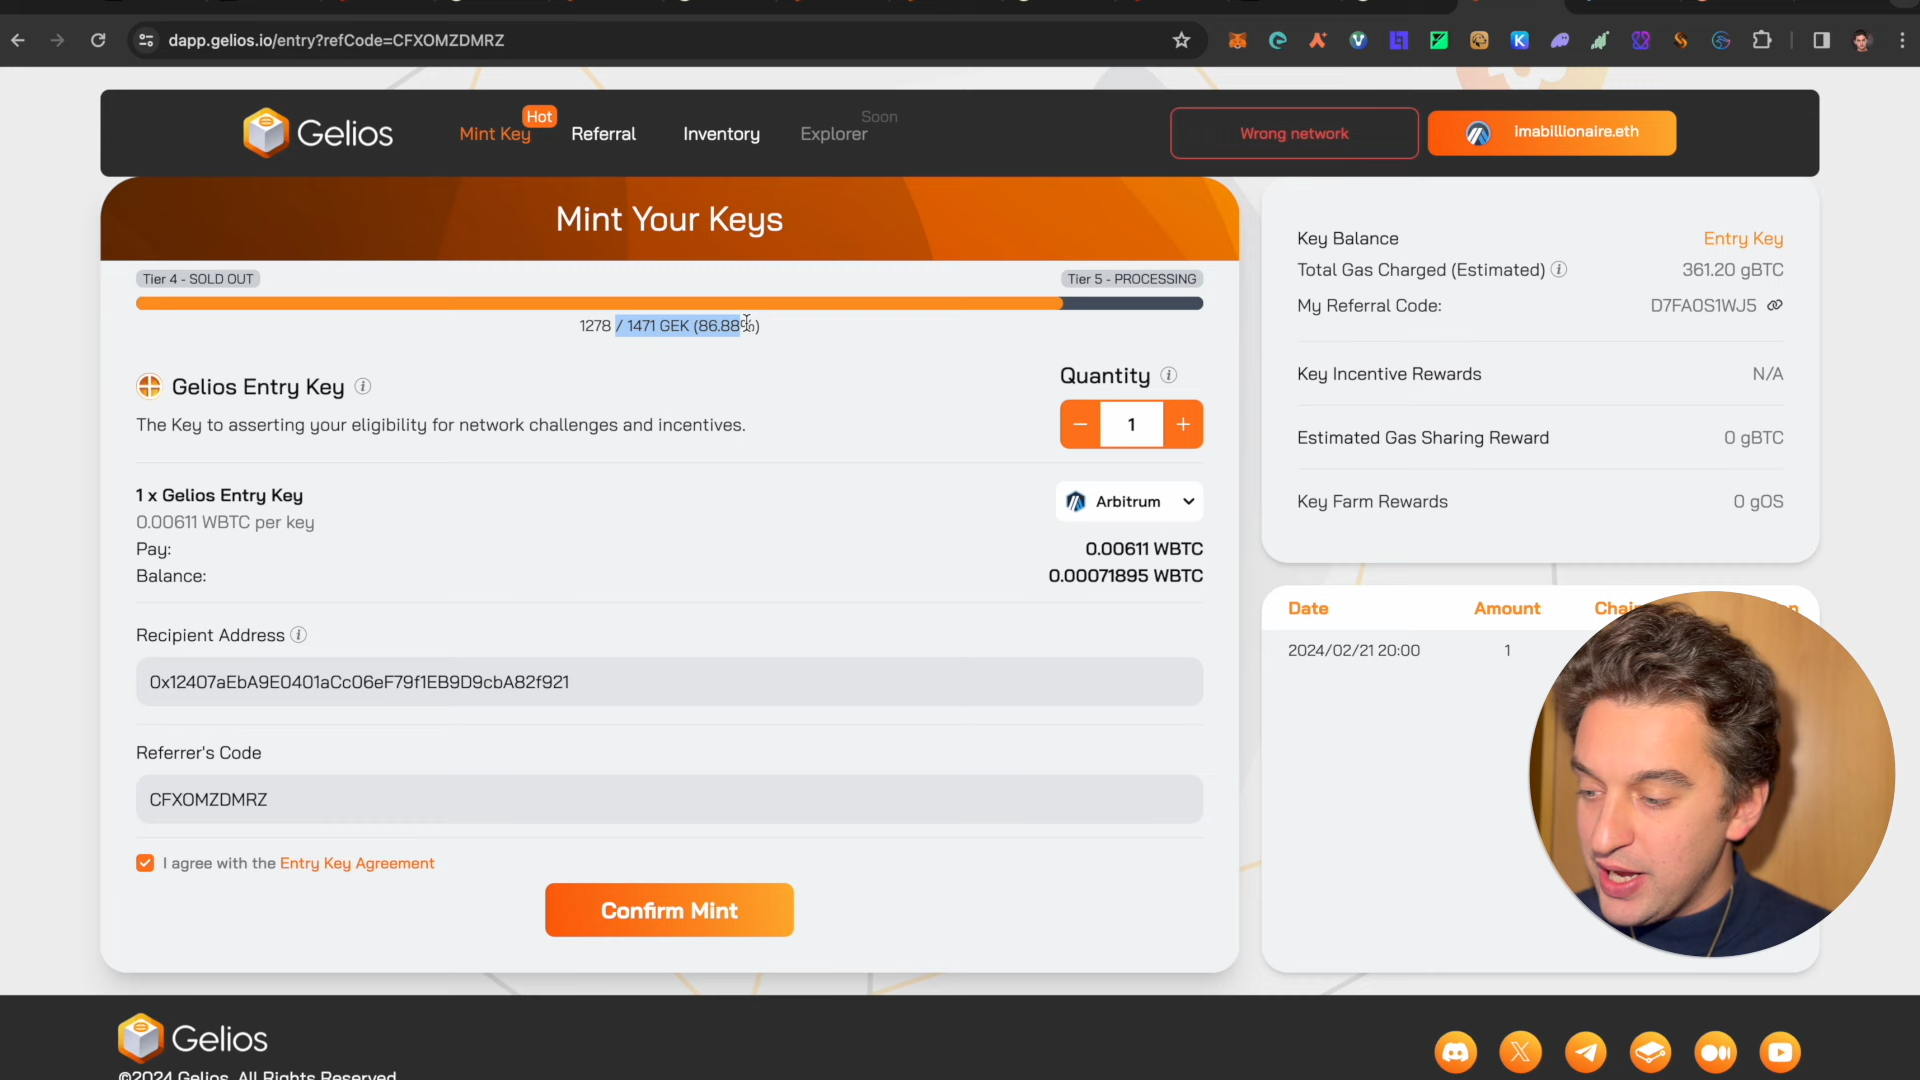 dapp.gelios.io/entry?refCode=CFXOMZDMRZ
Gelios
Mint Key
Hot
Referral
Inventory
Explorer
Soon
Wrong network
imabillionaire.eth
Mint Your Keys
Tier 4 - SOLD OUT
Tier 5 - PROCESSING
1278 / 1471 GEK (86.88%)
Gelios Entry Key
The Key to asserting your eligibility for network challenges and incentives.
Quantity
1
1 x Gelios Entry Key
0.00611 WBTC per key
Arbitrum
Pay:
0.00611 WBTC
Balance:
0.00071895 WBTC
Recipient Address
0x12407aEbA9E0401aCc06eF79f1EB9D9cbA82f921
Referrer's Code
CFXOMZDMRZ
I agree with the Entry Key Agreement
Confirm Mint
Key Balance
Entry Key
Total Gas Charged (Estimated)
361.20 gBTC
My Referral Code:
D7FA0S1WJ5
Key Incentive Rewards
N/A
Estimated Gas Sharing Reward
0 gBTC
Key Farm Rewards
0 gOS
Date
Amount
2024/02/21 20:00
1
Gelios
©2024 Gelios. All Rights Reserved